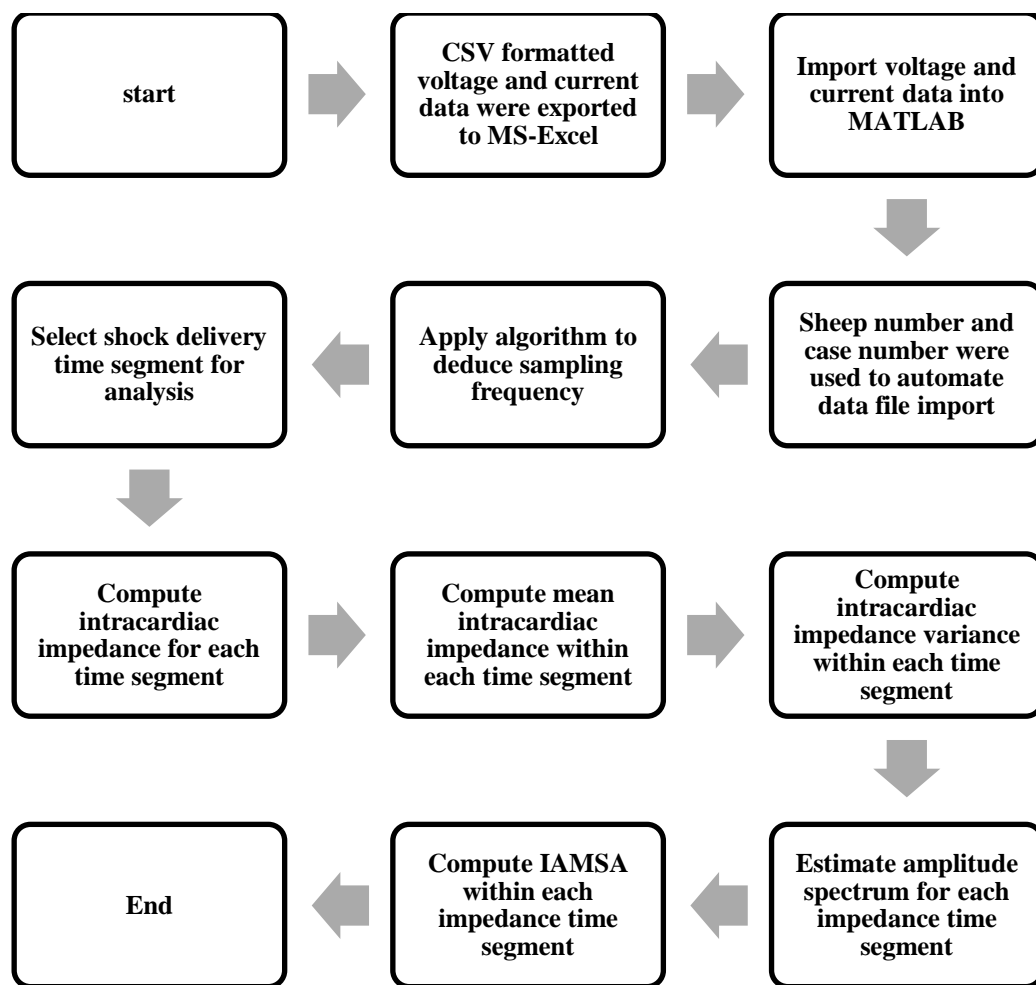 start
CSV formatted
voltage and current
data were exported
to MS-Excel
Import voltage and
current data into
MATLAB
Sheep number and
case number were
used to automate
data file import
Apply algorithm to
deduce sampling
frequency
Select shock delivery
time segment for
analysis
Compute
intracardiac
impedance for each
time segment
Compute mean
intracardiac
impedance within
each time segment
Compute
intracardiac
impedance variance
within each time
segment
Estimate amplitude
spectrum for each
impedance time
segment
Compute IAMSA
within each
impedance time
segment
End